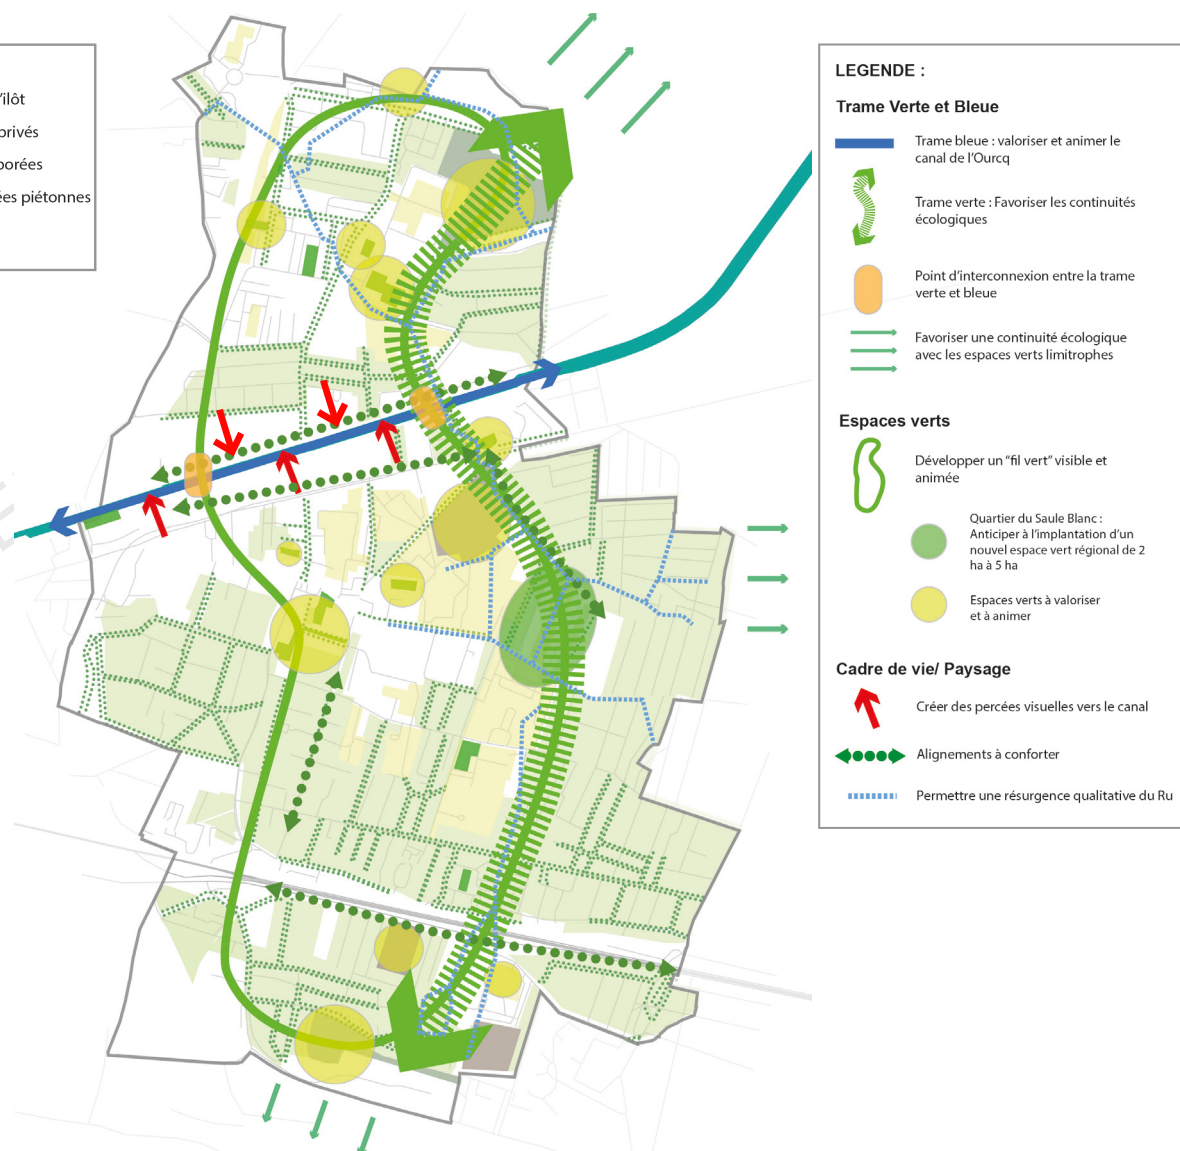 'îlot
privés
borées
ées piétonnes
LEGENDE :
Trame Verte et Bleue
Trame bleue : valoriser et animer le
canal de l'Ourcq
Trame verte : Favoriser les continuités
écologiques
Point d'interconnexion entre la trame
verte et bleue
Favoriser une continuité écologique
avec les espaces verts limitrophes
Espaces verts
Développer un "fil vert" visible et
animée
Quartier du Saule Blanc :
Anticiper à l'implantation d'un
nouvel espace vert régional de 2
ha à 5 ha
Espaces verts à valoriser
et à animer
Cadre de vie/ Paysage
Créer des percées visuelles vers le canal
Alignements à conforter
Permettre une résurgence qualitative du Ru